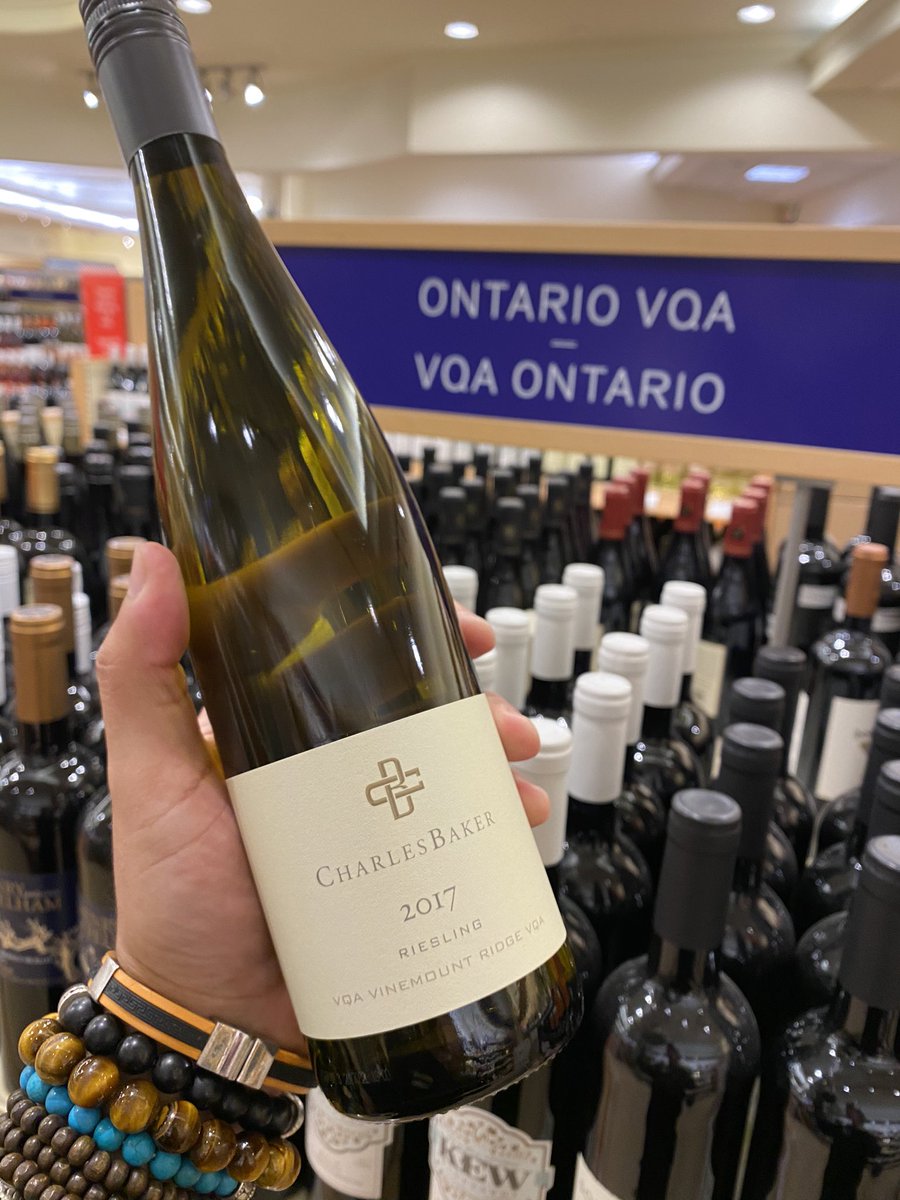 ONTARIO VQA
VQA ONTARIO
CHARLESBAKER
2017
RIESLING
VQA VINEMOUNT RIDGE VQA
KEW